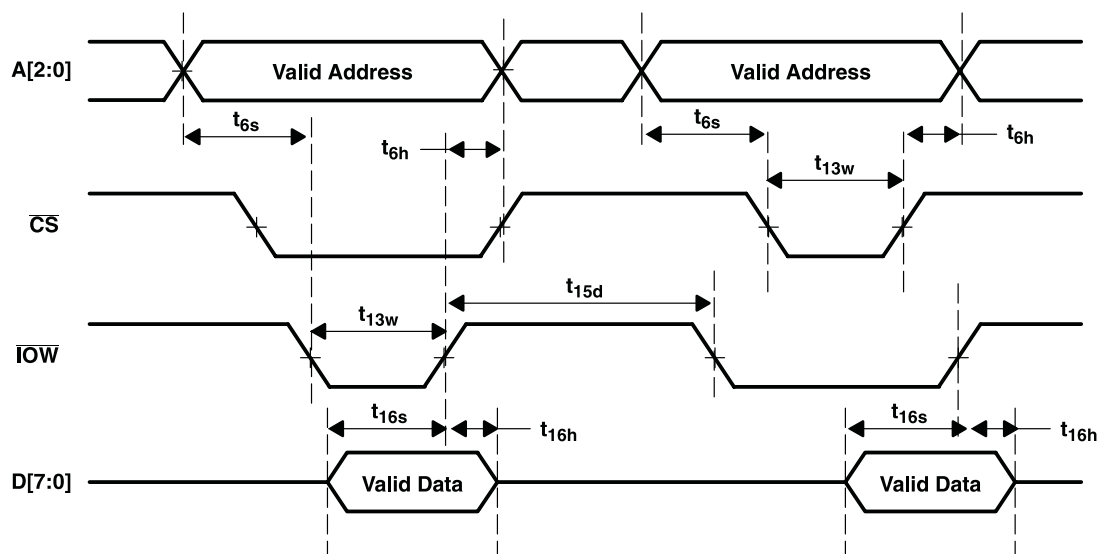 A[2:0] Valid Address Valid Address
t6s t6h t6s t6h
t13w
CS
t15d
t13w
IOW
t16s t16h t16s t16h
D[7:0] Valid Data Valid Data